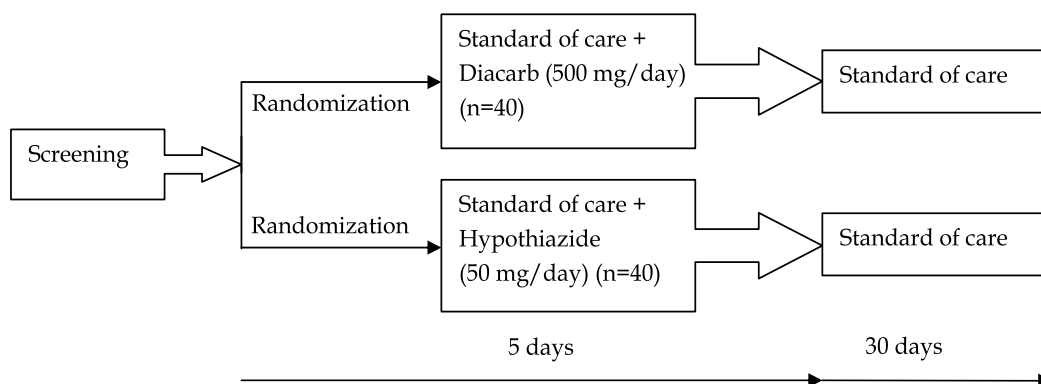 Standard of care +
Diacarb (500 mg/day)
(n=40)
Standard of care
Randomization
Screening
Randomization
Standard of care +
Hypothiazide
(50 mg/day) (n=40)
Standard of care
5 days
30 days